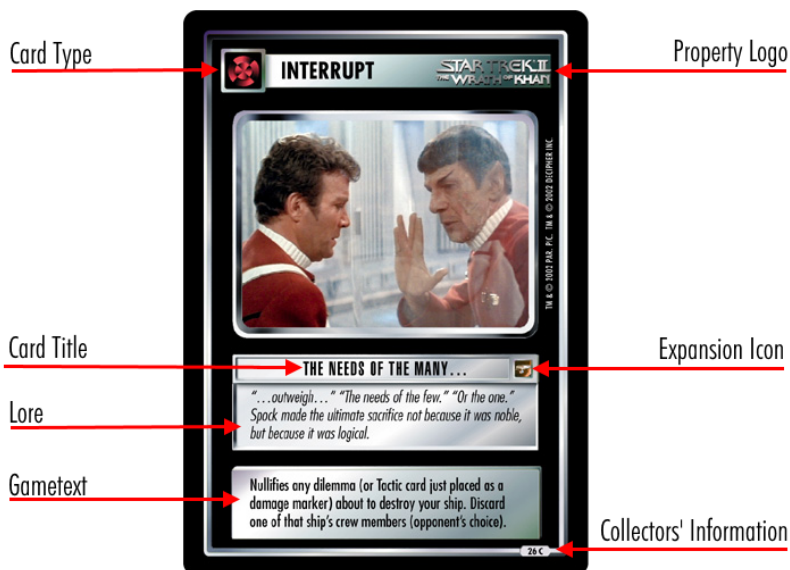 Card Type
INTERRUPT
STAR TREK II
THE WRATH OF KHAN
Property Logo
TM & © 2002 PAR. PIC. TM & © 2002 DECIPHER INC.
Card Title
THE NEEDS OF THE MANY...
Expansion Icon
Lore
"...outweigh..." "The needs of the few." "Or the one."
Spock made the ultimate sacrifice not because it was noble,
but because it was logical.
Gametext
Nullifies any dilemma (or Tactic card just placed as a
damage marker) about to destroy your ship. Discard
one of that ship's crew members (opponent's choice).
Collectors' Information
26 C